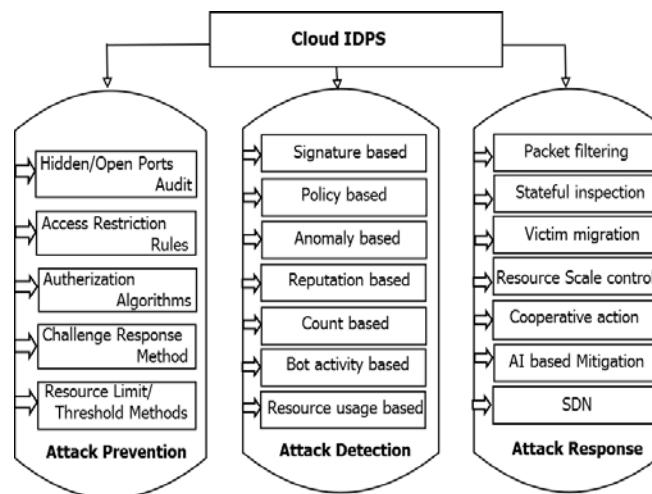 Cloud IDPS
Hidden/Open Ports
Audit
Access Restriction
Rules
Autherization
Algorithms
Challenge Response
Method
Resource Limit/
Threshold Methods
Attack Prevention
Signature based
Policy based
Anomaly based
Reputation based
Count based
Bot activity based
Resource usage based
Attack Detection
Packet filtering
Stateful inspection
Victim migration
Resource Scale control
Cooperative action
AI based Mitigation
SDN
Attack Response